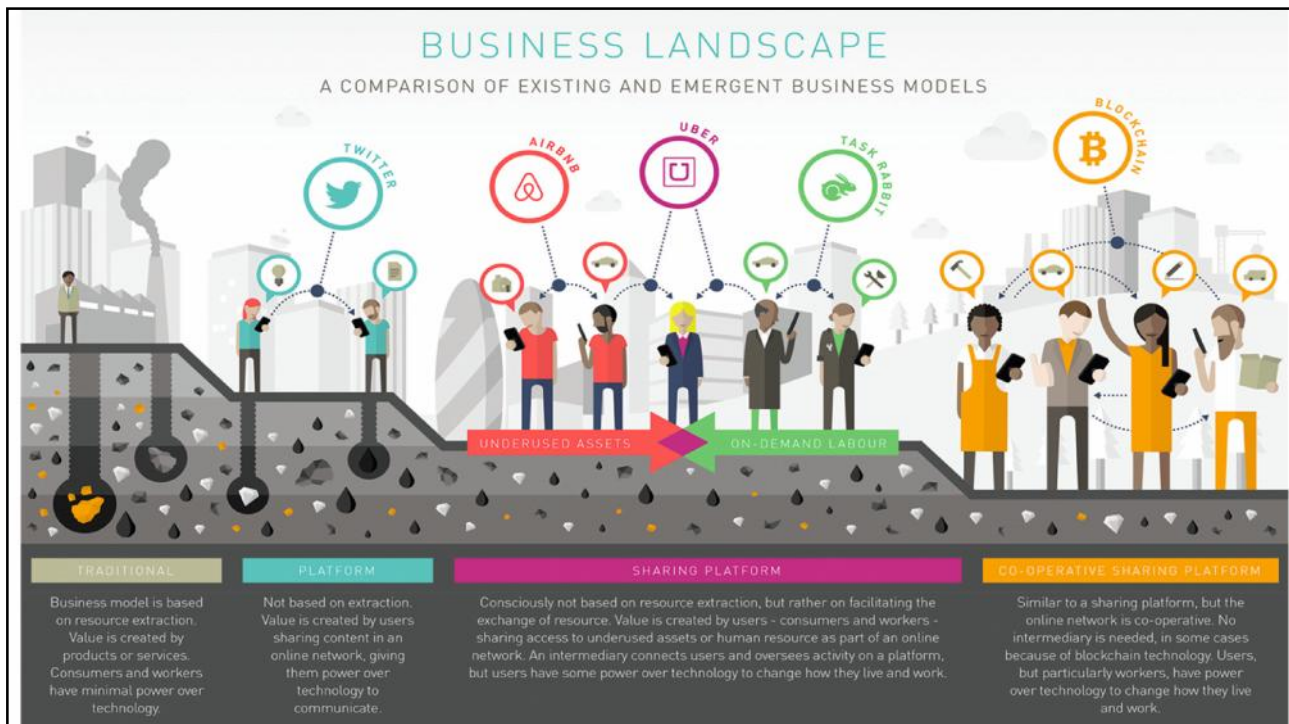 BUSINESS LANDSCAPE
A COMPARISON OF EXISTING AND EMERGENT BUSINESS MODELS
TWITTER
AIRBNB
UBER
TASK RABBIT
BLOCKCHAIN
UNDERUSED ASSETS
ON-DEMAND LABOUR
TRADITIONAL
Business model is based
on resource extraction.
Value is created by
products or services.
Consumers and workers
have minimal power over
technology.
PLATFORM
Not based on extraction.
Value is created by users
sharing content in an
online network, giving
them power over
technology to
communicate.
SHARING PLATFORM
Consciously not based on resource extraction, but rather on facilitating the
exchange of resource. Value is created by users - consumers and workers -
sharing access to underused assets or human resource as part of an online
network. An intermediary connects users and oversees activity on a platform,
but users have some power over technology to change how they live and work.
CO-OPERATIVE SHARING PLATFORM
Similar to a sharing platform, but the
online network is co-operative. No
intermediary is needed, in some cases
because of blockchain technology. Users,
but particularly workers, have power
over technology to change how they live
and work.